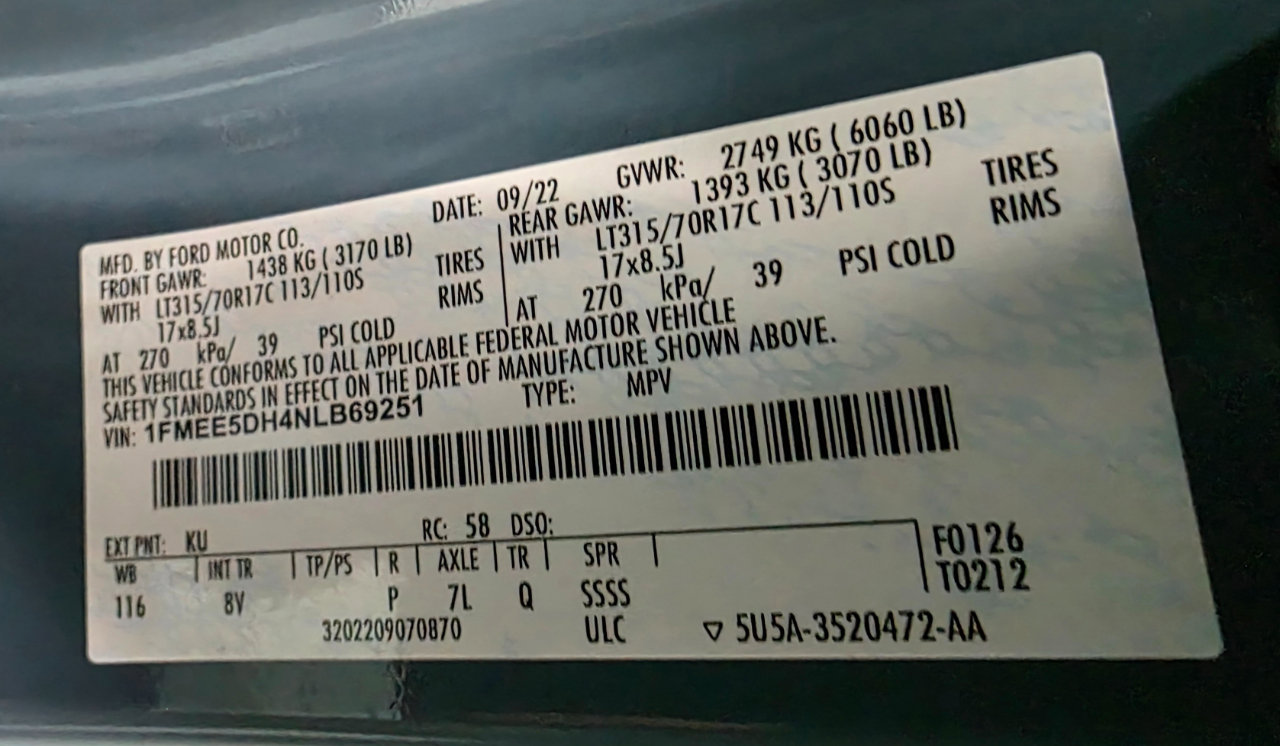 MFD. BY FORD MOTOR CO.
DATE: 09/22
GVWR: 2749 KG ( 6060 LB)
FRONT GAWR: 1438 KG ( 3170 LB)
WITH LT315/70R17C 113/110S TIRES
17x8.5J RIMS
AT 270 kPa/ 39 PSI COLD
REAR GAWR: 1393 KG ( 3070 LB)
WITH LT315/70R17C 113/110S TIRES
17x8.5J RIMS
AT 270 kPa/ 39 PSI COLD
THIS VEHICLE CONFORMS TO ALL APPLICABLE FEDERAL MOTOR VEHICLE
SAFETY STANDARDS IN EFFECT ON THE DATE OF MANUFACTURE SHOWN ABOVE.
VIN: 1FMEE5DH4NLB69251 TYPE: MPV
EXT PNT: KU RC: 58 DSO:
WB INT TR TP/PS R AXLE TR SPR F0126
116 8V P 7L Q SSSS T0212
3202209070870 ULC ▽ 5U5A-3520472-AA